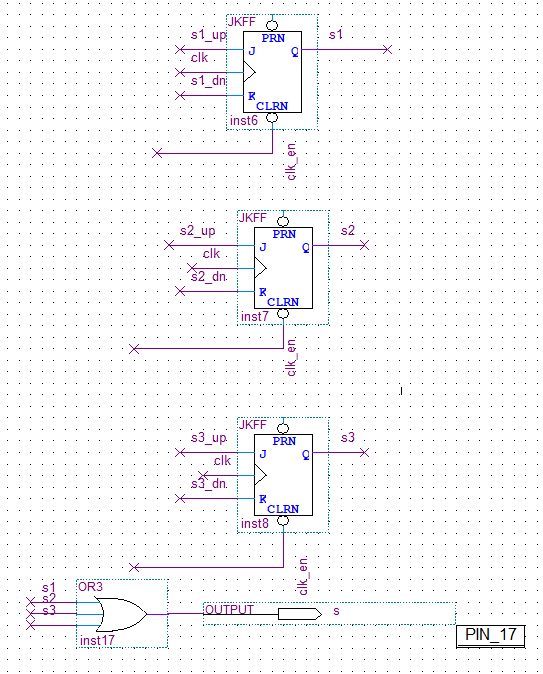 JKFF
s1_up
s1
PRN
J
Q
clk
s1_dn
K
CLRN
inst6
clk_en
JKFF
s2_up
s2
PRN
J
Q
clk
s2_dn
K
CLRN
inst7
clk_en
JKFF
s3_up
s3
PRN
J
Q
clk
s3_dn
K
CLRN
inst8
clk_en
s1
s2
s3
OR3
inst17
OUTPUT
s
PIN_17